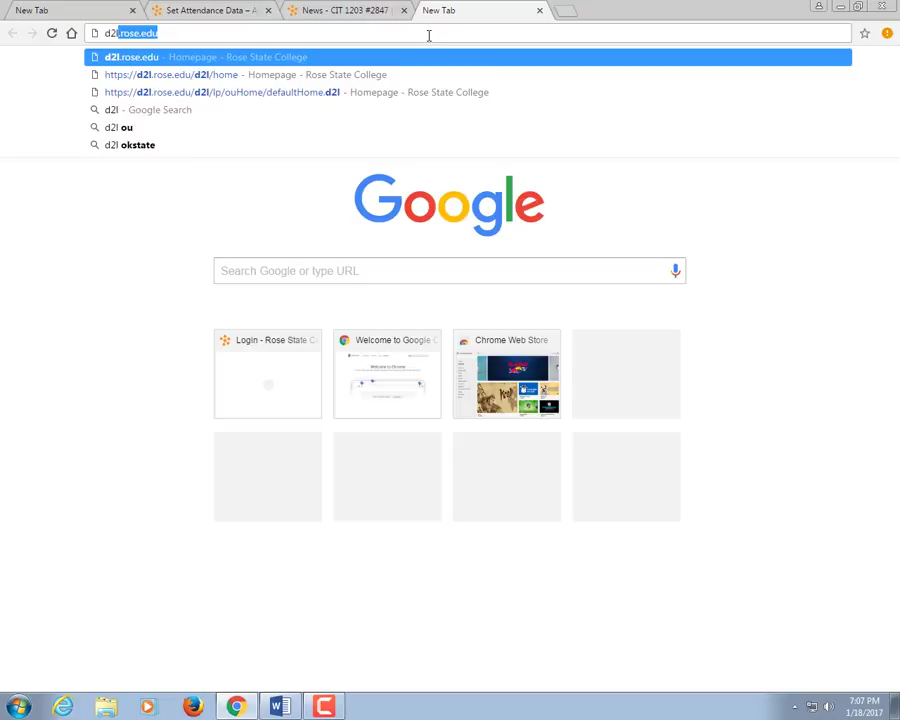 New Tab
Set Attendance Data – A
News - CIT 1203 #2847
New Tab
d2l.rose.edu
d2l.rose.edu - Homepage - Rose State College
https://d2l.rose.edu/d2l/home - Homepage - Rose State College
https://d2l.rose.edu/d2l/lp/ouHome/defaultHome.d2l - Homepage - Rose State College
d2l - Google Search
d2l ou
d2l okstate
Google
Search Google or type URL
Login - Rose State C
Welcome to Google C
Chrome Web Store
7:07 PM
1/18/2017